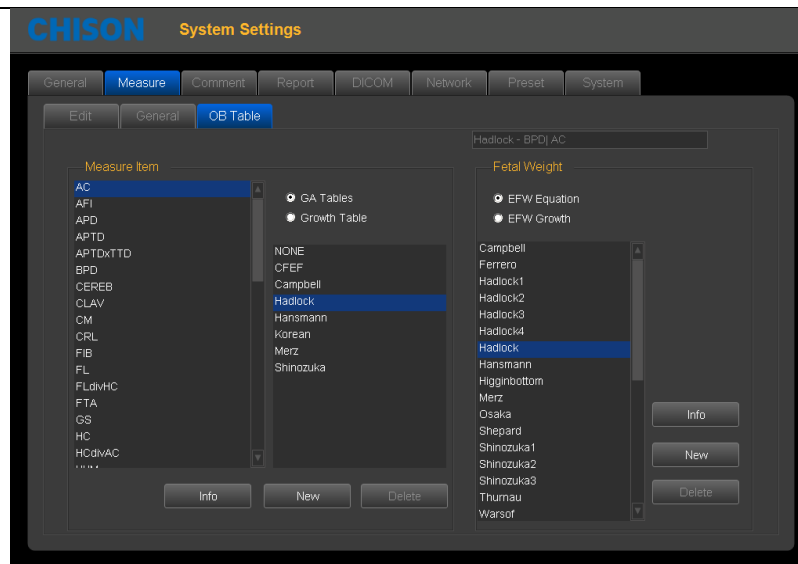 CHISON System Settings
General Measure Comment Report DICOM Network Preset System
Edit General OB Table
Hadlock - BPD| AC
Measure Item
AC
AFI
APD
APTD
APTDxTTD
BPD
CEREB
CLAV
CM
CRL
FIB
FL
FLdivHC
FTA
GS
HC
HCdivAC
GA Tables
Growth Table
NONE
CFEF
Campbell
Hadlock
Hansmann
Korean
Merz
Shinozuka
Info New Delete
Fetal Weight
EFW Equation
EFW Growth
Campbell
Ferrero
Hadlock1
Hadlock2
Hadlock3
Hadlock4
Hadlock
Hansmann
Higginbottom
Merz
Osaka
Shepard
Shinozuka1
Shinozuka2
Shinozuka3
Thurnau
Warsof
Info
New
Delete